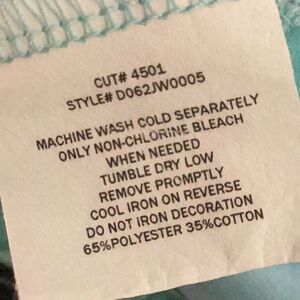 CUT# 4501
STYLE# D062JW0005
MACHINE WASH COLD SEPARATELY
ONLY NON-CHLORINE BLEACH
WHEN NEEDED
TUMBLE DRY LOW
REMOVE PROMPTLY
COOL IRON ON REVERSE
DO NOT IRON DECORATION
65%POLYESTER 35%COTTON